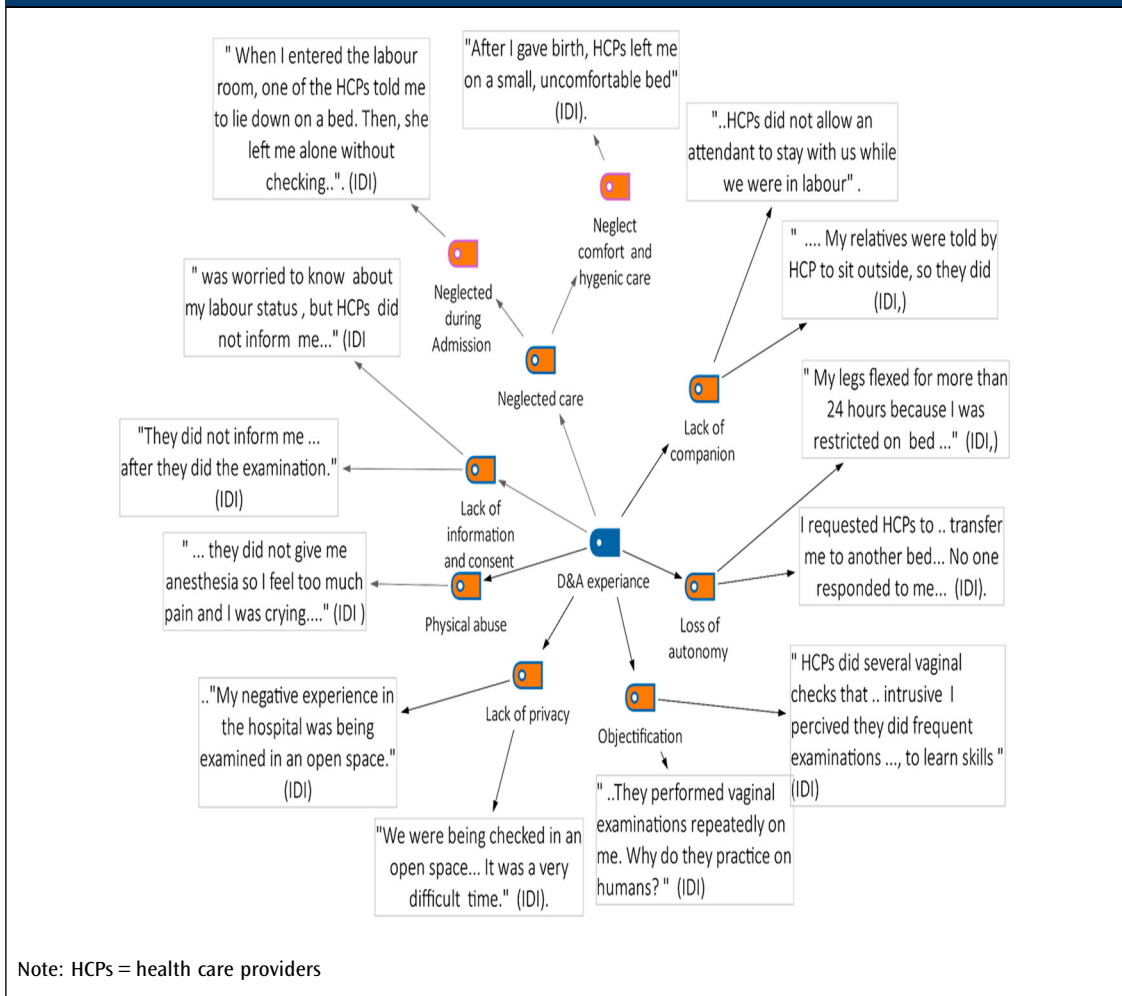 " When I entered the labour
room, one of the HCPs told me
to lie down on a bed. Then, she
left me alone without
checking..". (IDI)
"After I gave birth, HCPs left me
on a small, uncomfortable bed"
(IDI).
"..HCPs did not allow an
attendant to stay with us while
we were in labour" .
Neglect
comfort and
hygenic care
" .... My relatives were told by
HCP to sit outside, so they did
(IDI,)
" was worried to know about
my labour status , but HCPs did
not inform me..." (IDI
Neglected
during
Admission
Neglected care
Lack of
companion
" My legs flexed for more than
24 hours because I was
restricted on bed ..." (IDI,)
"They did not inform me ...
after they did the examination."
(IDI)
Lack of
information
and consent
D&A experiance
I requested HCPs to .. transfer
me to another bed... No one
responded to me... (IDI).
" ... they did not give me
anesthesia so I feel too much
pain and I was crying...." (IDI )
Physical abuse
Loss of
autonomy
.."My negative experience in
the hospital was being
examined in an open space."
(IDI)
Lack of privacy
Objectification
" HCPs did several vaginal
checks that .. intrusive I
percived they did frequent
examinations ..., to learn skills "
(IDI)
"We were being checked in an
open space... It was a very
difficult time." (IDI).
" ..They performed vaginal
examinations repeatedly on
me. Why do they practice on
humans? " (IDI)
Note: HCPs = health care providers